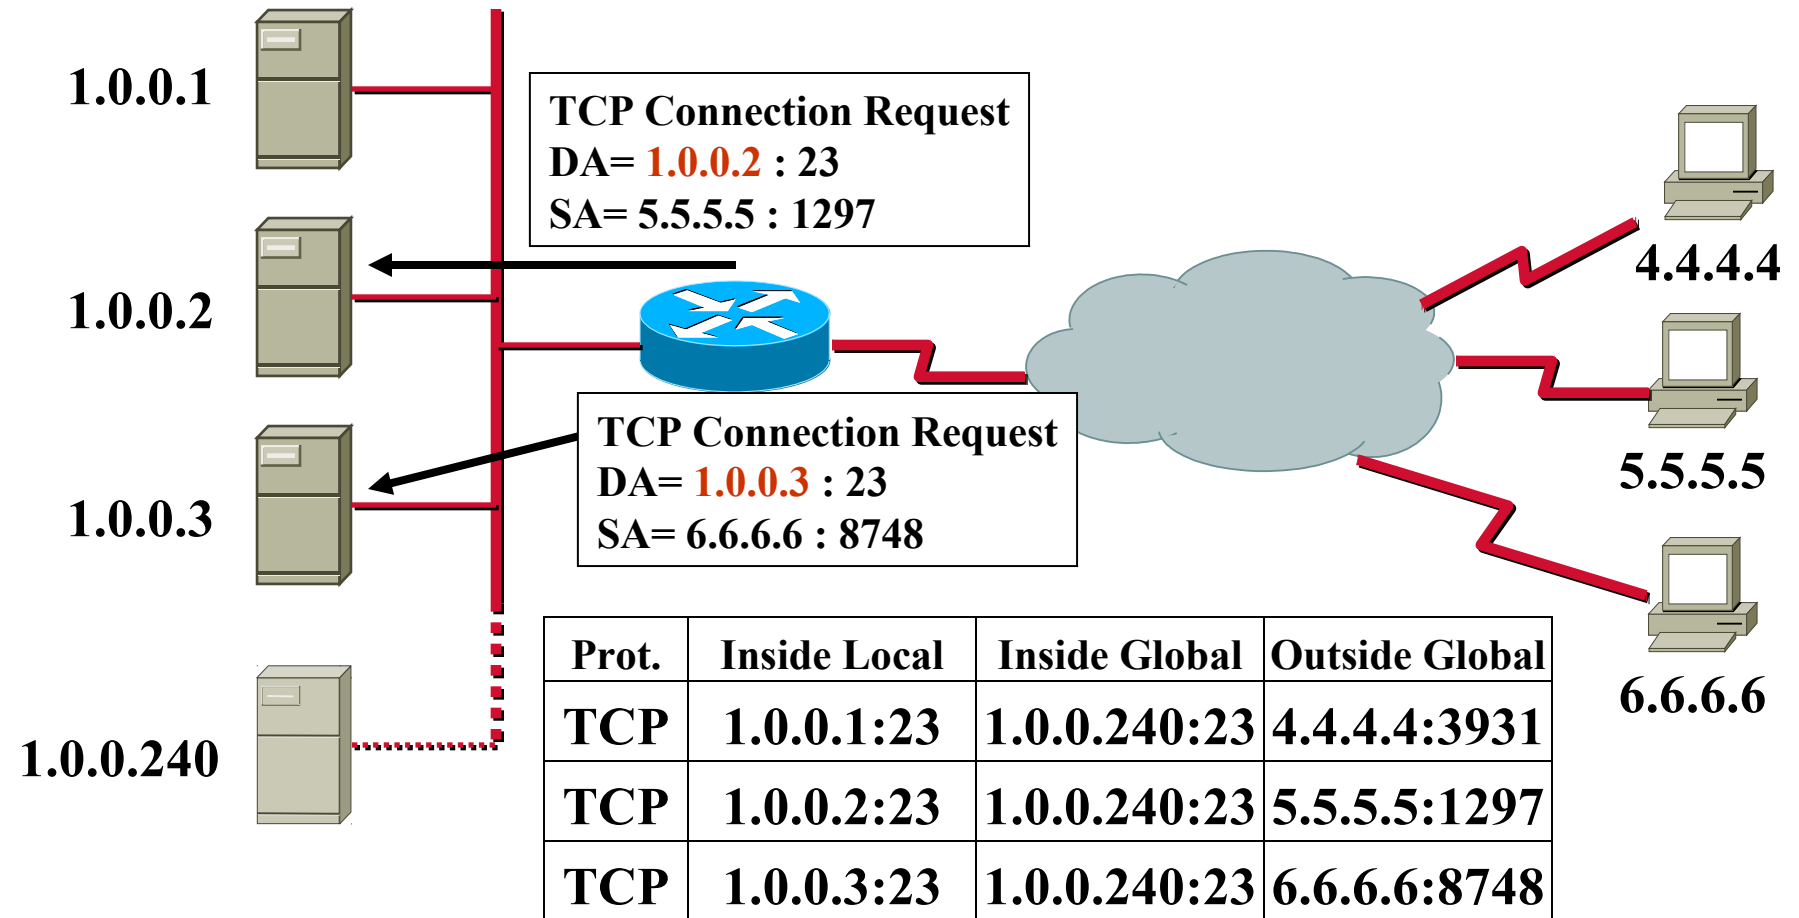 1.0.0.1
TCP Connection Request
DA= 1.0.0.2 : 23
SA= 5.5.5.5 : 1297
4.4.4.4
1.0.0.2
TCP Connection Request
DA= 1.0.0.3 : 23
SA= 6.6.6.6 : 8748
5.5.5.5
1.0.0.3
6.6.6.6
1.0.0.240
Prot. Inside Local Inside Global Outside Global
TCP 1.0.0.1:23 1.0.0.240:23 4.4.4.4:3931
TCP 1.0.0.2:23 1.0.0.240:23 5.5.5.5:1297
TCP 1.0.0.3:23 1.0.0.240:23 6.6.6.6:8748